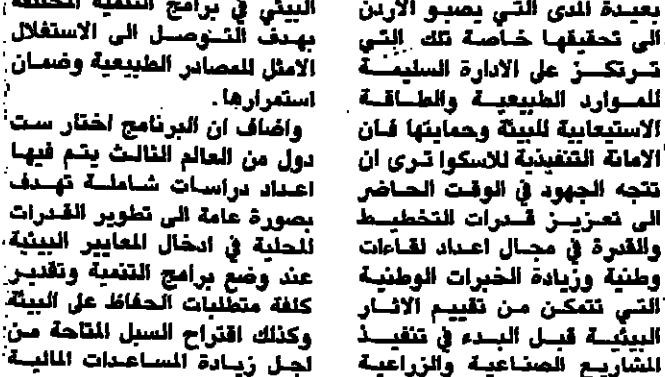 بعيدة المدى التي يصبو الاردن
الى تحقيقها خاصة تلك التي
ترتكز على الادارة السليمة
للموارد الطبيعية والطاقة
الاستيعابية للبيئة وحمايتها فان
الامانة التنفيذية للاسكوا ترى ان
تتجه الجهود في الوقت الحاضر
الى تعزيز قدرات التخطيط
والقدرة في مجال اعداد لقاءات
وطنية وزيادة الخبرات الوطنية
التي تتمكن من تقييم الاثار
البيئية قبل البدء في تنفيذ
المشاريع الصناعية والزراعية
البيئي في برامج التنمية المختلفة
بهدف التوصل الى الاستغلال
الامثل للمصادر الطبيعية وضمان
استمرارها.
واضاف ان البرنامج اختار ست
دول من العالم الثالث يتم فيها
اعداد دراسات شاملة تهدف
بصورة عامة الى تطوير القدرات
المحلية في ادخال المعايير البيئية
عند وضع برامج التنمية وتقدير
كلفة متطلبات الحفاظ على البيئة
وكذلك اقتراح السبل المتاحة من
اجل زيادة المساعدات المالية